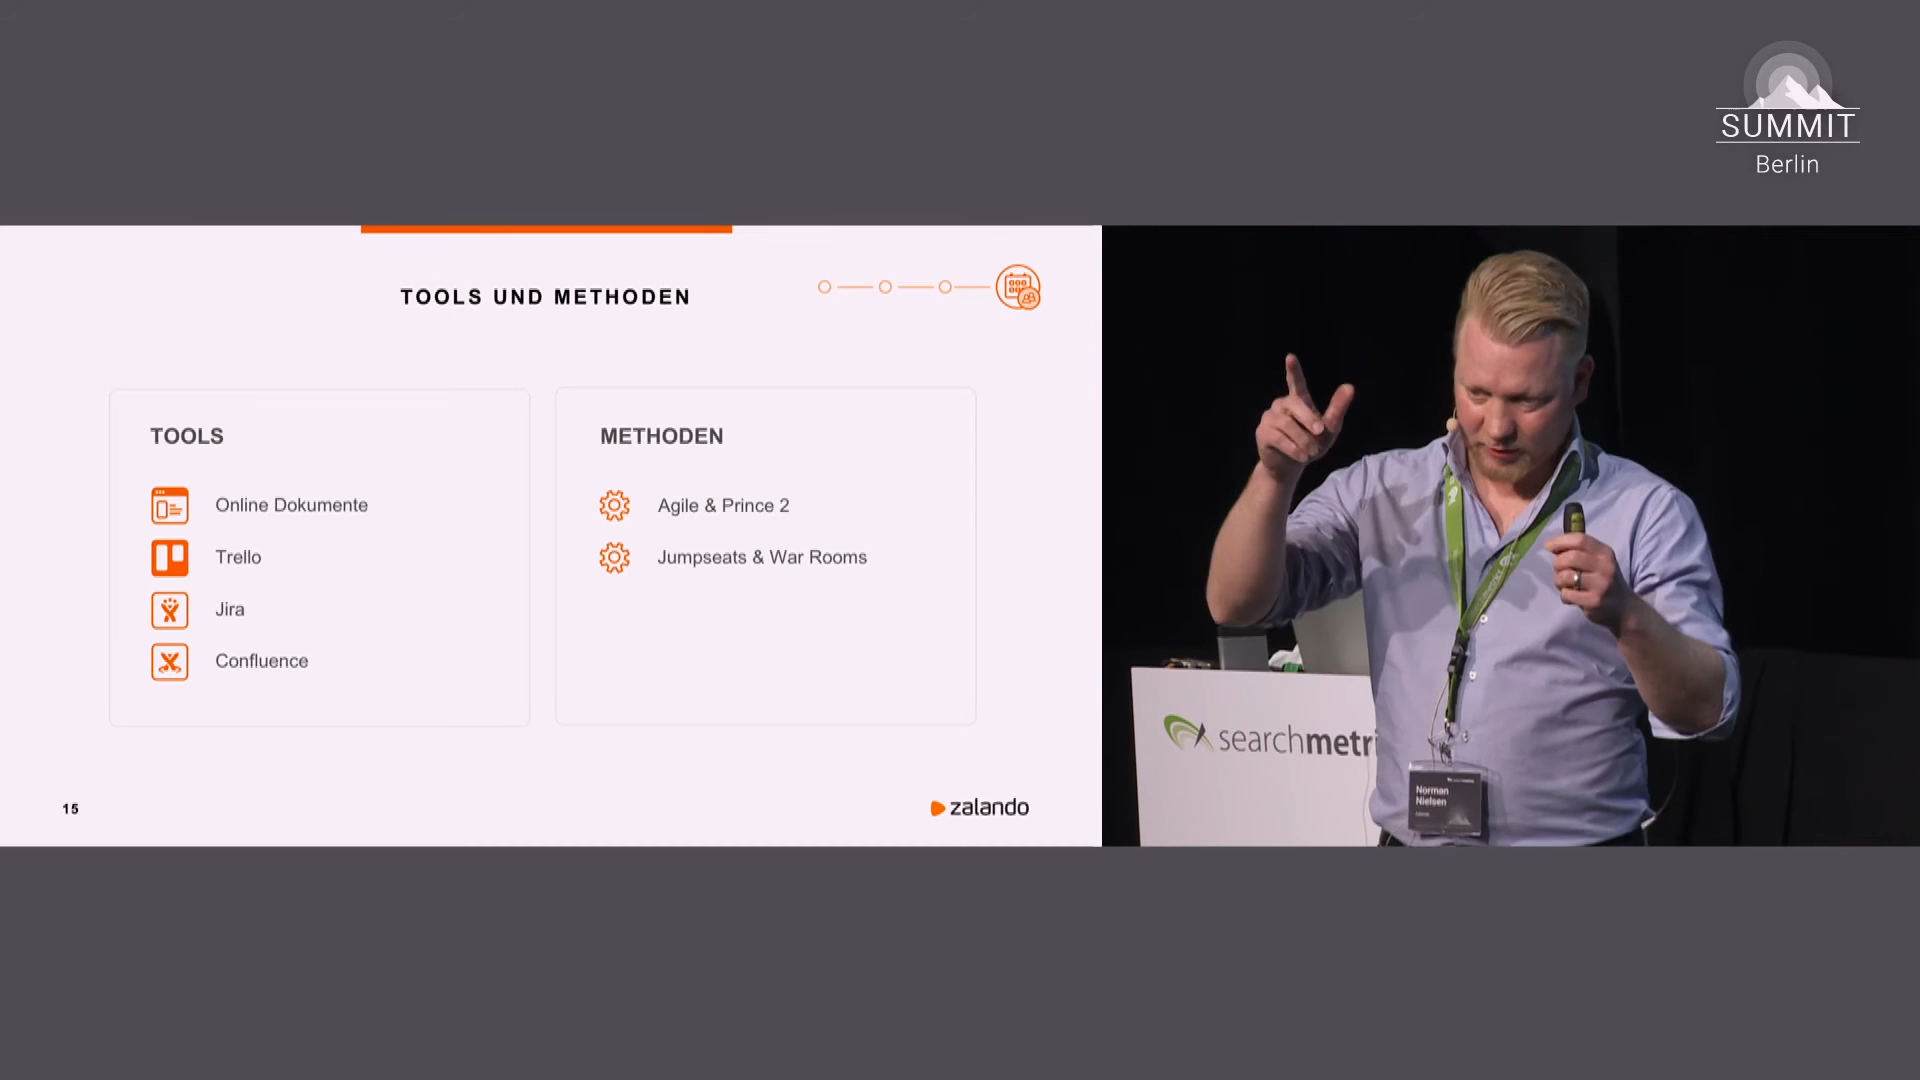 SUMMIT
Berlin
TOOLS UND METHODEN
TOOLS
Online Dokumente
Trello
Jira
Confluence
METHODEN
Agile & Prince 2
Jumpseats & War Rooms
15
zalando
searchmetri
Norman
Nielsen